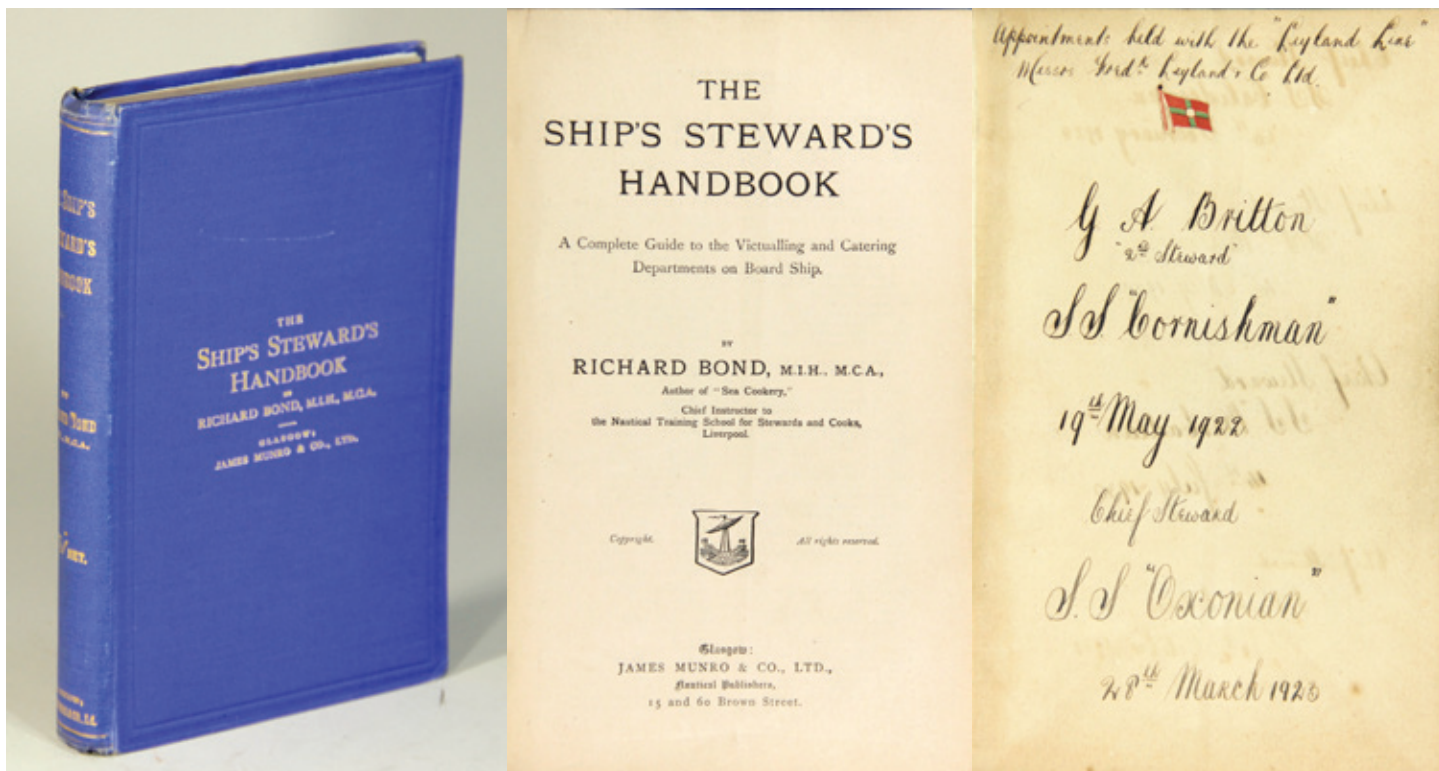 SHIP'S
THE
SHIP'S STEWARD'S
HANDBOOK
BY
RICHARD BOND, M.I.H., M.C.A.
GLASGOW:
JAMES MUNRO & CO., LTD.
THE
SHIP'S STEWARD'S
HANDBOOK
A Complete Guide to the Victualling and Catering
Departments on Board Ship.
BY
RICHARD BOND, M.I.H., M.C.A.,
Author of "Sea Cookery,"
Chief Instructor to
the Nautical Training School for Stewards and Cooks,
Liverpool.
Copyright.
All rights reserved.
Glasgow:
JAMES MUNRO & CO., LTD.,
Nautical Publishers,
15 and 60 Brown Street.
Appointments held with the "Leyland Line"
Messrs Fredk Leyland & Co Ltd.
G A Britton
"2nd Steward"
S S "Cornishman"
19th May 1922
Chief Steward
S. S "Oxonian"
28th March 1923